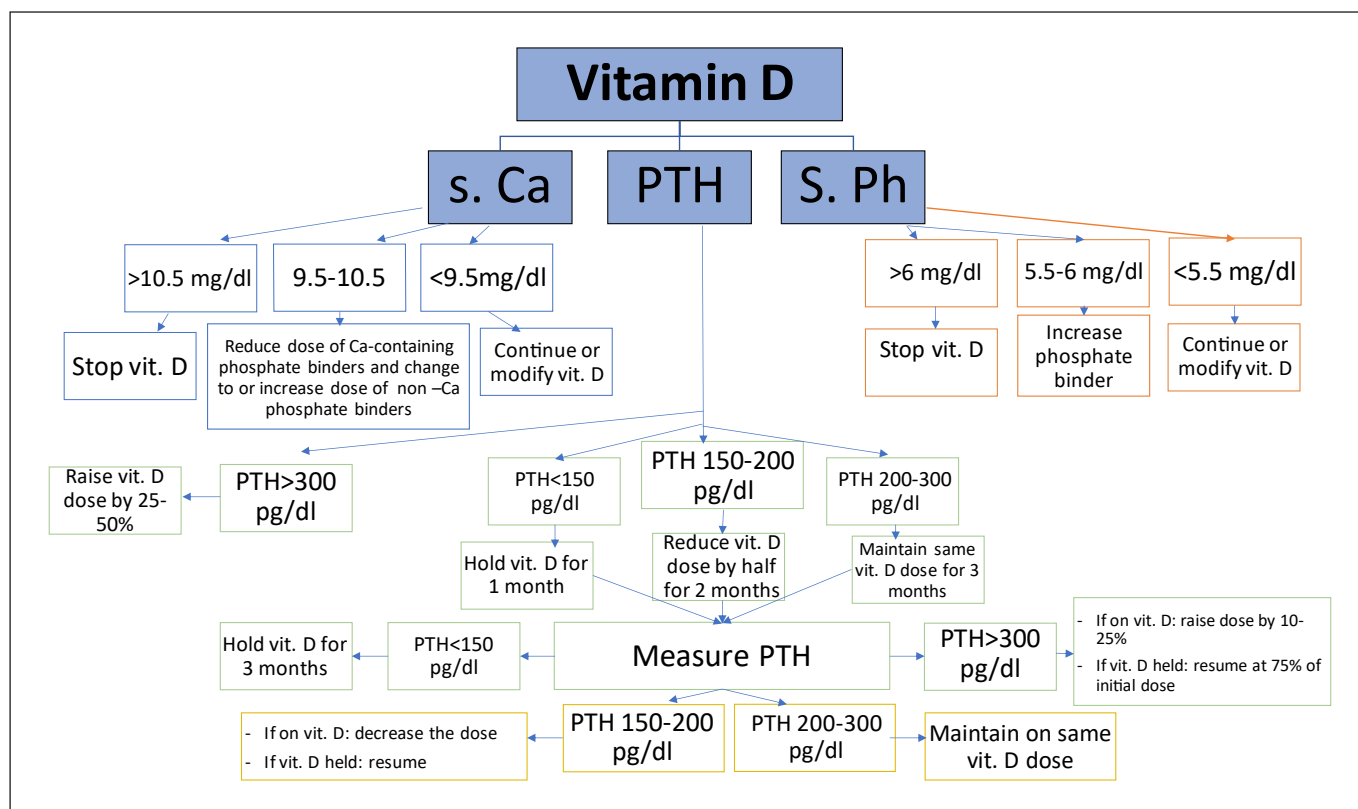 Vitamin D
s. Ca
PTH
S. Ph
>10.5 mg/dl
9.5-10.5
<9.5mg/dl
>6 mg/dl
5.5-6 mg/dl
<5.5 mg/dl
Stop vit. D
Reduce dose of Ca-containing
phosphate binders and change
to or increase dose of non –Ca
phosphate binders
Continue or
modify vit. D
Stop vit. D
Increase
phosphate
binder
Continue or
modify vit. D
Raise vit. D
dose by 25-
50%
PTH>300
pg/dl
PTH<150
pg/dl
PTH 150-200
pg/dl
PTH 200-300
pg/dl
Hold vit. D for
1 month
Reduce vit. D
dose by half
for 2 months
Maintain same
vit. D dose for 3
months
Hold vit. D for
3 months
PTH<150
pg/dl
Measure PTH
PTH>300
pg/dl
- If on vit. D: raise dose by 10-
25%
- If vit. D held: resume at 75% of
initial dose
- If on vit. D: decrease the dose
- If vit. D held: resume
PTH 150-200
pg/dl
PTH 200-300
pg/dl
Maintain on same
vit. D dose